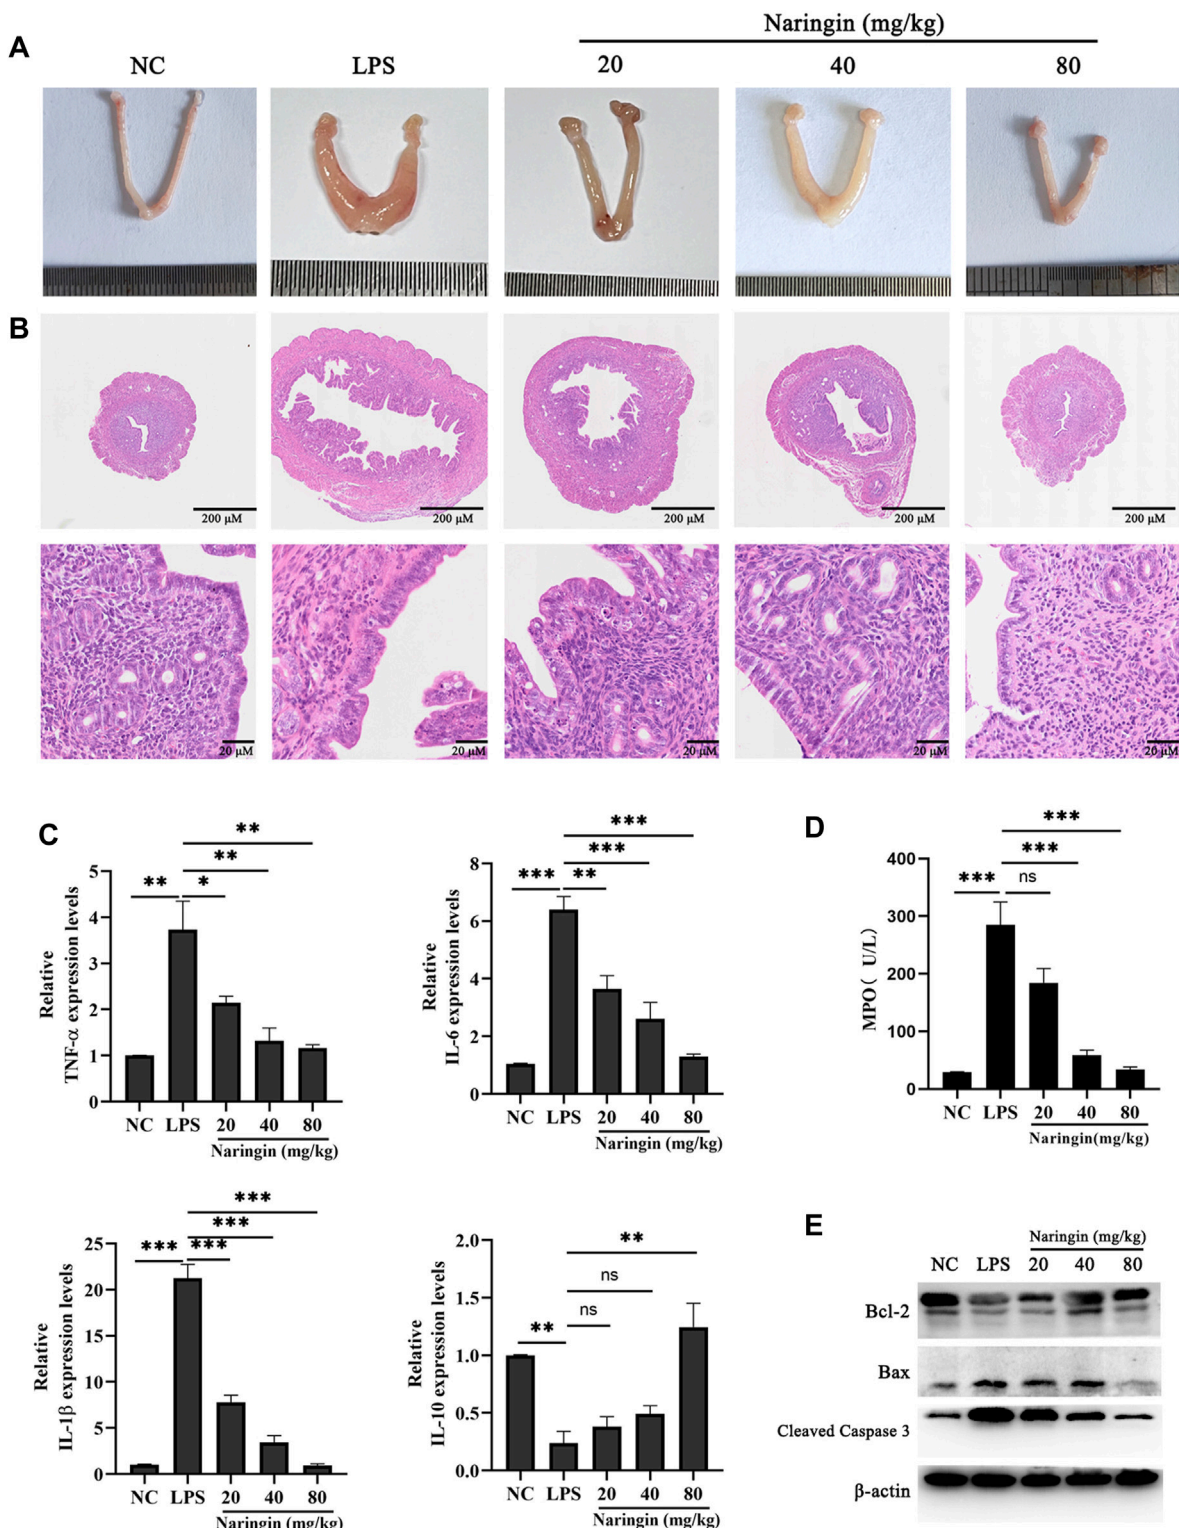 Naringin (mg/kg)
A
NC LPS 20 40 80
B
200 μM 200 μM 200 μM 200 μM 200 μM
20 μM 20 μM 20 μM 20 μM 20 μM
C
Relative
TNF-α expression levels
5
4
3
2
1
0
** * ** **
NC LPS 20 40 80
Naringin (mg/kg)
Relative
IL-6 expression levels
8
6
4
2
0
*** ** *** ***
NC LPS 20 40 80
Naringin (mg/kg)
D
MPO( U/L)
400
300
200
100
0
*** ns *** ***
NC LPS 20 40 80
Naringin(mg/kg)
Relative
IL-1β expression levels
25
20
15
10
5
0
*** *** *** ***
NC LPS 20 40 80
Naringin (mg/kg)
Relative
IL-10 expression levels
2.0
1.5
1.0
0.5
0.0
** ns ns **
NC LPS 20 40 80
Naringin (mg/kg)
E
Naringin (mg/kg)
NC LPS 20 40 80
Bcl-2
Bax
Cleaved Caspase 3
β-actin